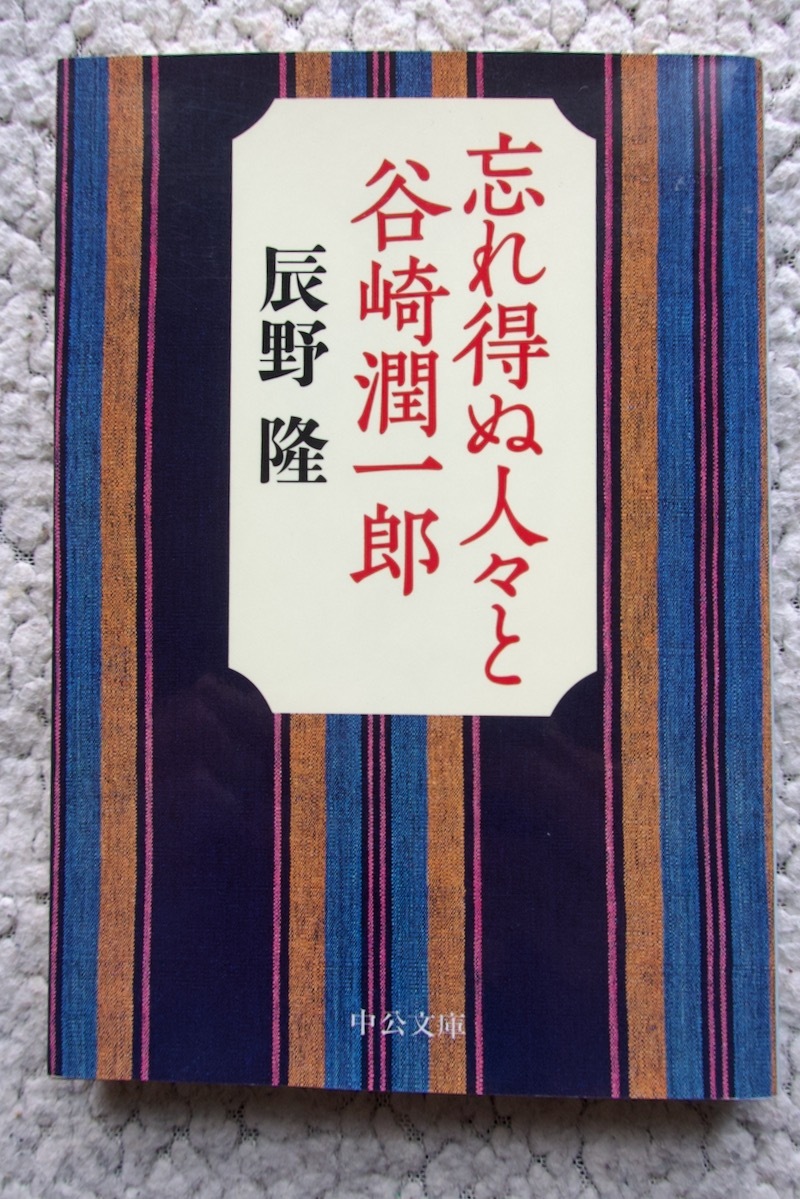 忘れ得ぬ人々と
谷崎潤一郎
辰野 隆
中公文庫